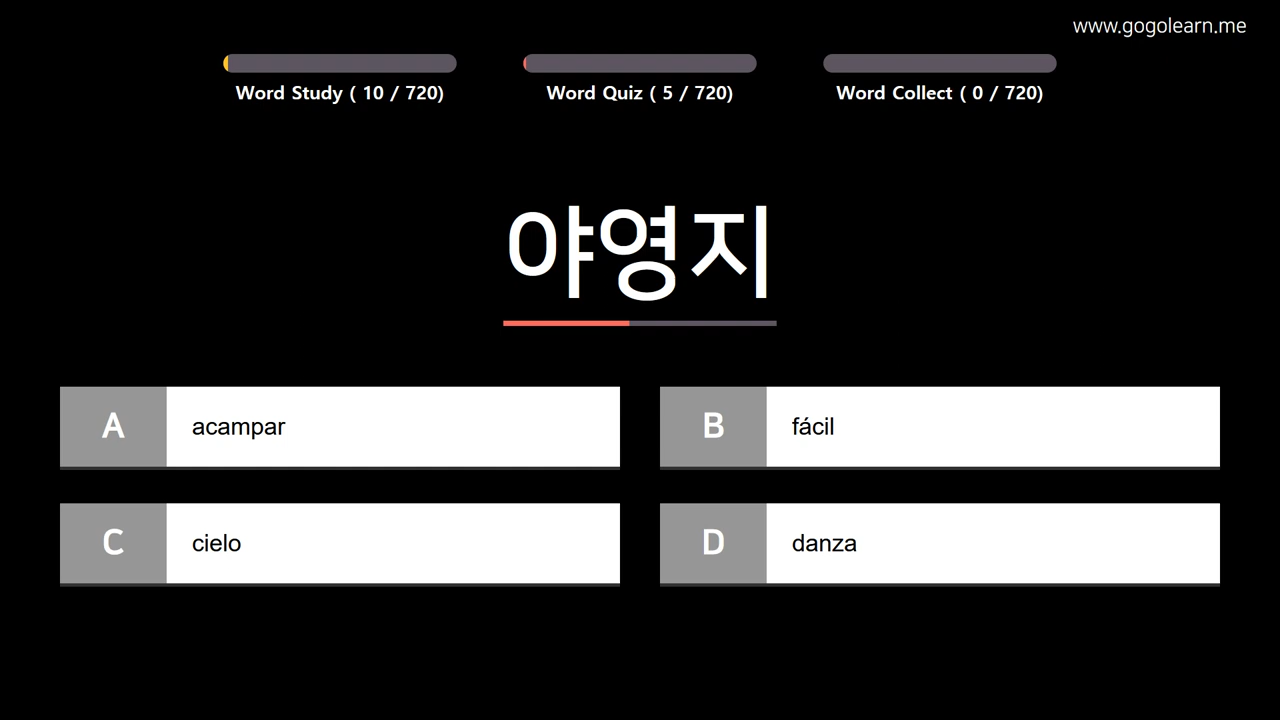 www.gogolearn.me
Word Study ( 10 / 720)
Word Quiz ( 5 / 720)
Word Collect ( 0 / 720)
야영지
A acampar
B fácil
C cielo
D danza